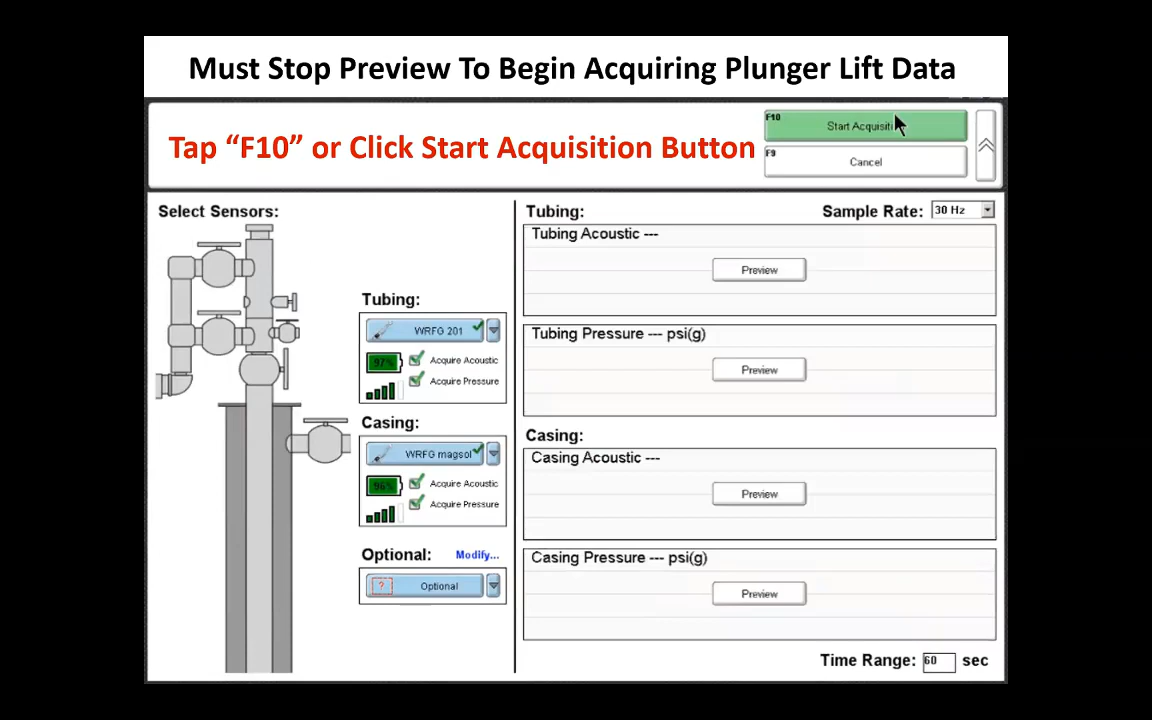 Must Stop Preview To Begin Acquiring Plunger Lift Data
Tap “F10” or Click Start Acquisition Button
F10
Start Acquisiti
F9
Cancel
Select Sensors:
Tubing:
WRFG 201
97%
Acquire Acoustic
Acquire Pressure
Casing:
WRFG magsol
96%
Acquire Acoustic
Acquire Pressure
Optional:
Modify...
?
Optional
Tubing:
Sample Rate:
30 Hz
Tubing Acoustic ---
Preview
Tubing Pressure --- psi(g)
Preview
Casing:
Casing Acoustic ---
Preview
Casing Pressure --- psi(g)
Preview
Time Range:
60
sec